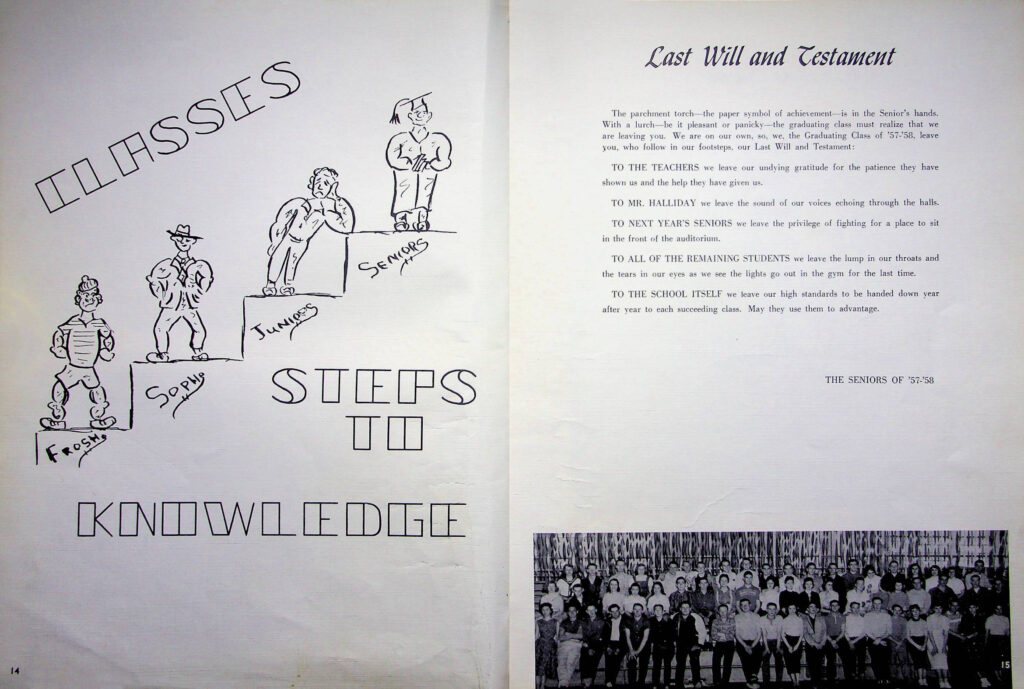 CLASSES
SENIORS
JUNIORS
SOPH.
FROSH.
STEPS
TO
KNOWLEDGE
14
Last Will and Testament
The parchment torch—the paper symbol of achievement—is in the Senior's hands.
With a lurch—be it pleasant or panicky—the graduating class must realize that we
are leaving you. We are on our own, so, we, the Graduating Class of '57-'58, leave
you, who follow in our footsteps, our Last Will and Testament:
TO THE TEACHERS we leave our undying gratitude for the patience they have
shown us and the help they have given us.
TO MR. HALLIDAY we leave the sound of our voices echoing through the halls.
TO NEXT YEAR'S SENIORS we leave the privilege of fighting for a place to sit
in the front of the auditorium.
TO ALL OF THE REMAINING STUDENTS we leave the lump in our throats and
the tears in our eyes as we see the lights go out in the gym for the last time.
TO THE SCHOOL ITSELF we leave our high standards to be handed down year
after year to each succeeding class. May they use them to advantage.
THE SENIORS OF '57-'58
15